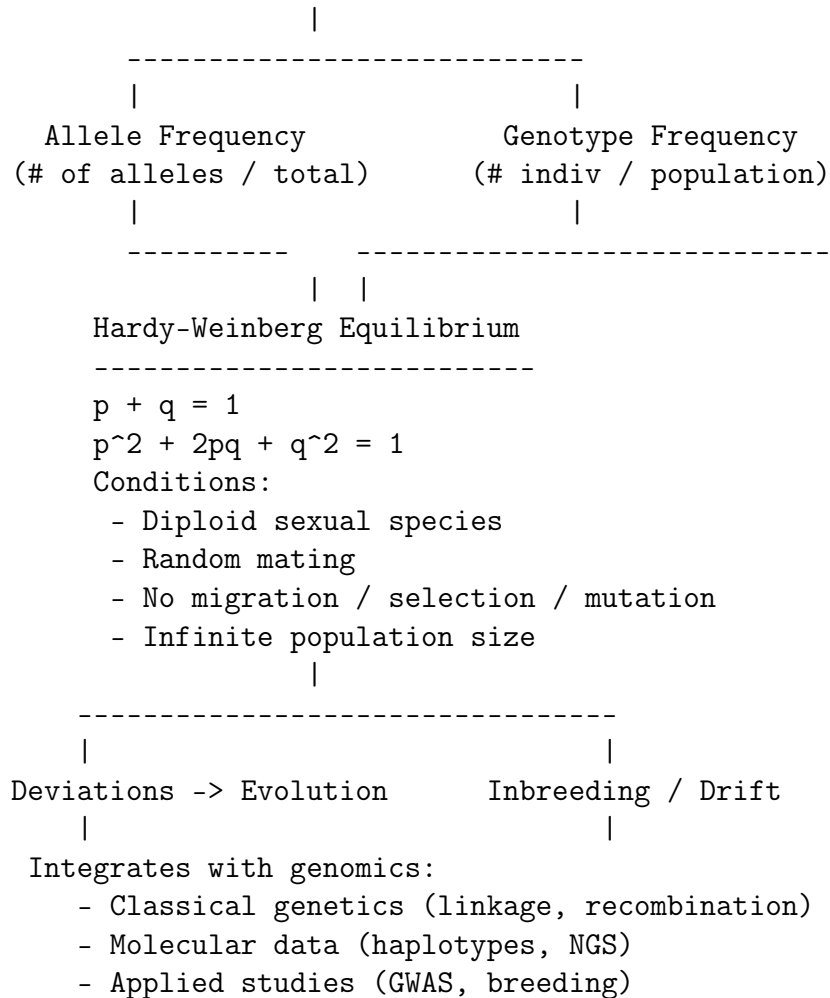 |
----------------------------
| |
Allele Frequency Genotype Frequency
(# of alleles / total) (# indiv / population)
| |
---------- -----------------------------
| |
Hardy-Weinberg Equilibrium
---------------------------
p + q = 1
p^2 + 2pq + q^2 = 1
Conditions:
- Diploid sexual species
- Random mating
- No migration / selection / mutation
- Infinite population size
|
---------------------------------
| |
Deviations -> Evolution Inbreeding / Drift
| |
Integrates with genomics:
- Classical genetics (linkage, recombination)
- Molecular data (haplotypes, NGS)
- Applied studies (GWAS, breeding)